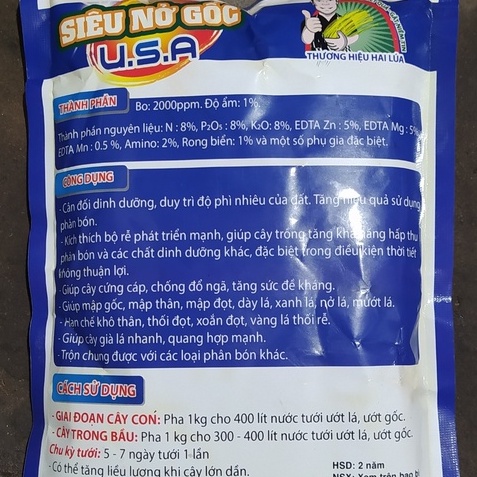 SIÊU NỞ GỐC
U.S.A
THƯƠNG HIỆU HAI LÚA
THÀNH PHẦN
Bo: 2000ppm. Độ ẩm: 1%.
Thành phần nguyên liệu: N : 8%, P₂O₅ : 8%, K₂O: 8%, EDTA Zn : 5%, EDTA Mg : 5%
EDTA Mn : 0.5 %, Amino: 2%, Rong biển: 1% và một số phụ gia đặc biệt.
CÔNG DỤNG
- Cân đối dinh dưỡng, duy trì độ phì nhiêu của đất. Tăng hiệu quả sử dụng
phân bón.
- Kích thích bộ rễ phát triển mạnh, giúp cây trồng tăng khả năng hấp thu
phân bón và các chất dinh dưỡng khác, đặc biệt trong điều kiện thời tiết
không thuận lợi.
- Giúp cây cứng cáp, chống đổ ngã, tăng sức đề kháng.
- Giúp mập gốc, mập thân, mập đọt, dày lá, xanh lá, nở lá, mướt lá.
- Hạn chế khô thân, thối đọt, xoắn đọt, vàng lá thối rễ.
- Giúp cây già lá nhanh, quang hợp mạnh.
- Trộn chung được với các loại phân bón khác.
CÁCH SỬ DỤNG
- GIAI ĐOẠN CÂY CON: Pha 1kg cho 400 lít nước tưới ướt lá, ướt gốc.
- CÂY TRONG BẦU: Pha 1 kg cho 300 - 400 lít nước tưới ướt lá, ướt gốc.
Chu kỳ tưới: 5 - 7 ngày tưới 1 lần
- Có thể tăng liều lượng khi cây lớn dần.
HSD: 2 năm
NSX: Xem trên bao bì